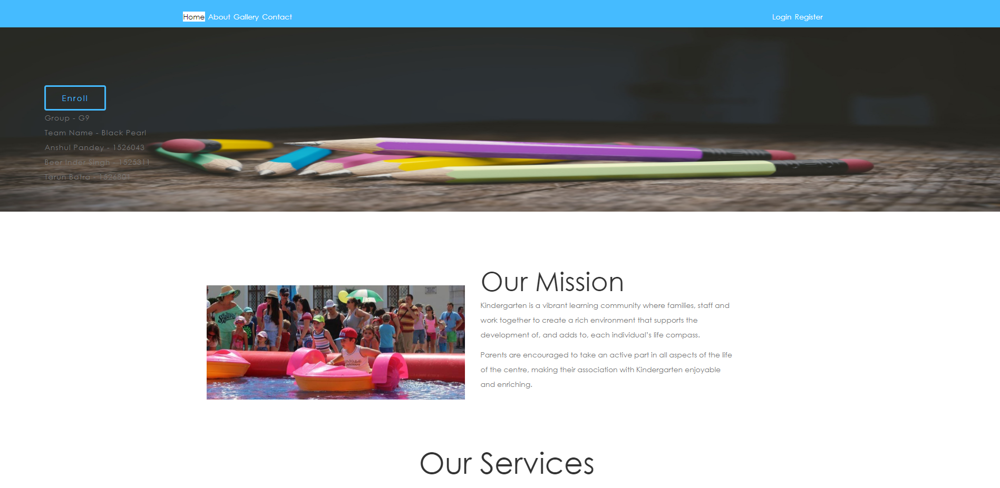 Home About Gallery Contact Login Register
Enroll
Group - G9
Team Name - Black Pearl
Anshul Pandey - 1526043
Beer Inder Singh - 1525311
Tarun Batra - 1526801
Our Mission
Kindergarten is a vibrant learning community where families, staff and
work together to create a rich environment that supports the
development of, and adds to, each individual's life compass.
Parents are encouraged to take an active part in all aspects of the life
of the centre, making their association with Kindergarten enjoyable
and enriching.
Our Services